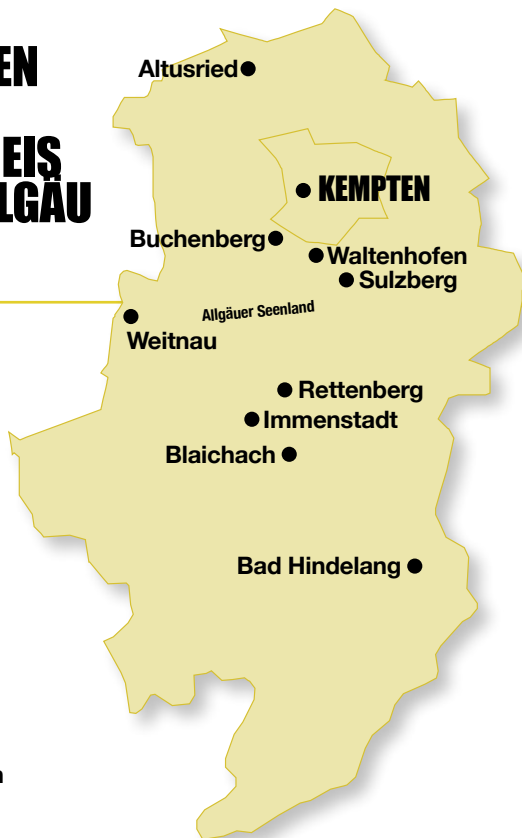 EN
EIS
LGÄU
Altusried
KEMPTEN
Buchenberg
Waltenhofen
Sulzberg
Allgäuer Seenland
Weitnau
Rettenberg
Immenstadt
Blaichach
Bad Hindelang